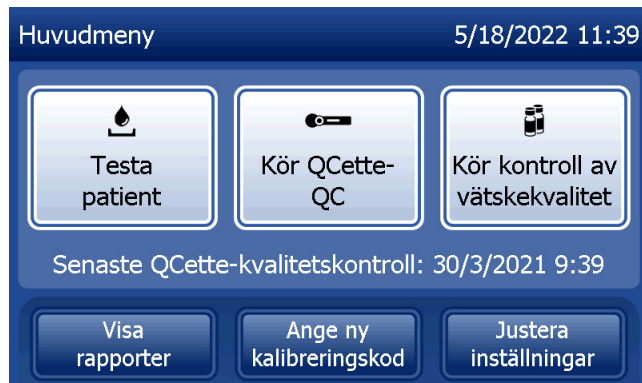 Huvudmeny 5/18/2022 11:39
Testa
patient
Kör QCette-
QC
Kör kontroll av
vätskekvalitet
Senaste QCette-kvalitetskontroll: 30/3/2021 9:39
Visa
rapporter
Ange ny
kalibreringskod
Justera
inställningar